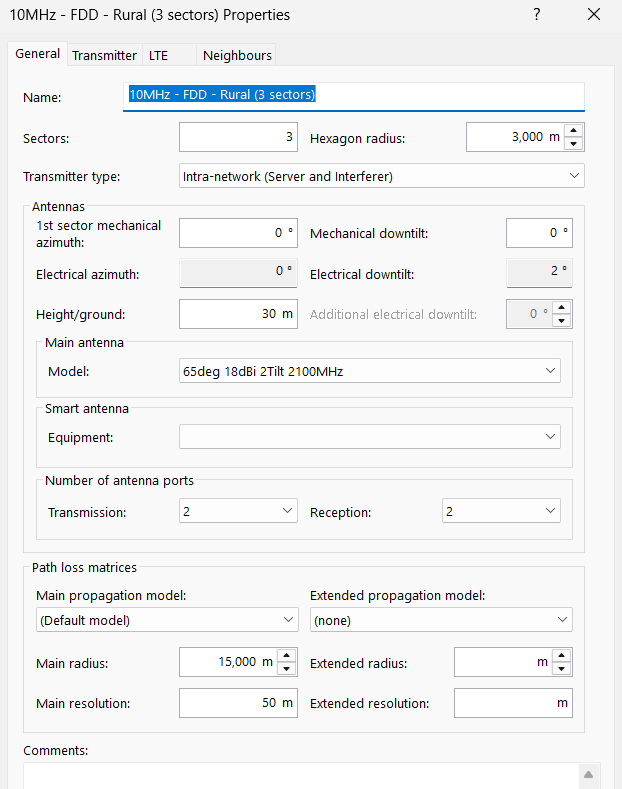 10MHz - FDD - Rural (3 sectors) Properties ?
General Transmitter LTE Neighbours
Name: 10MHz - FDD - Rural (3 sectors)
Sectors: 3 Hexagon radius: 3,000 m
Transmitter type: Intra-network (Server and Interferer)
Antennas
1st sector mechanical azimuth: 0 ° Mechanical downtilt: 0 °
Electrical azimuth: 0 ° Electrical downtilt: 2 °
Height/ground: 30 m Additional electrical downtilt: 0 °
Main antenna
Model: 65deg 18dBi 2Tilt 2100MHz
Smart antenna
Equipment:
Number of antenna ports
Transmission: 2 Reception: 2
Path loss matrices
Main propagation model: Extended propagation model:
(Default model) (none)
Main radius: 15,000 m Extended radius: m
Main resolution: 50 m Extended resolution: m
Comments: